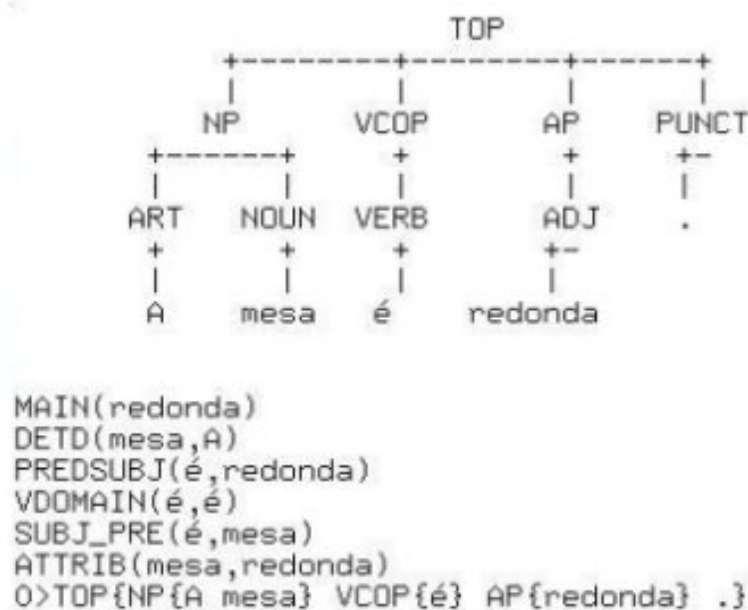 TOP
NP VCOP AP PUNCT
ART NOUN VERB ADJ .
A mesa é redonda
MAIN(redonda)
DETD(mesa,A)
PREDSUBJ(é,redonda)
VDOMAIN(é,é)
SUBJ_PRE(é,mesa)
ATTRIB(mesa,redonda)
0>TOP{NP{A mesa} VCOP{é} AP{redonda} .}